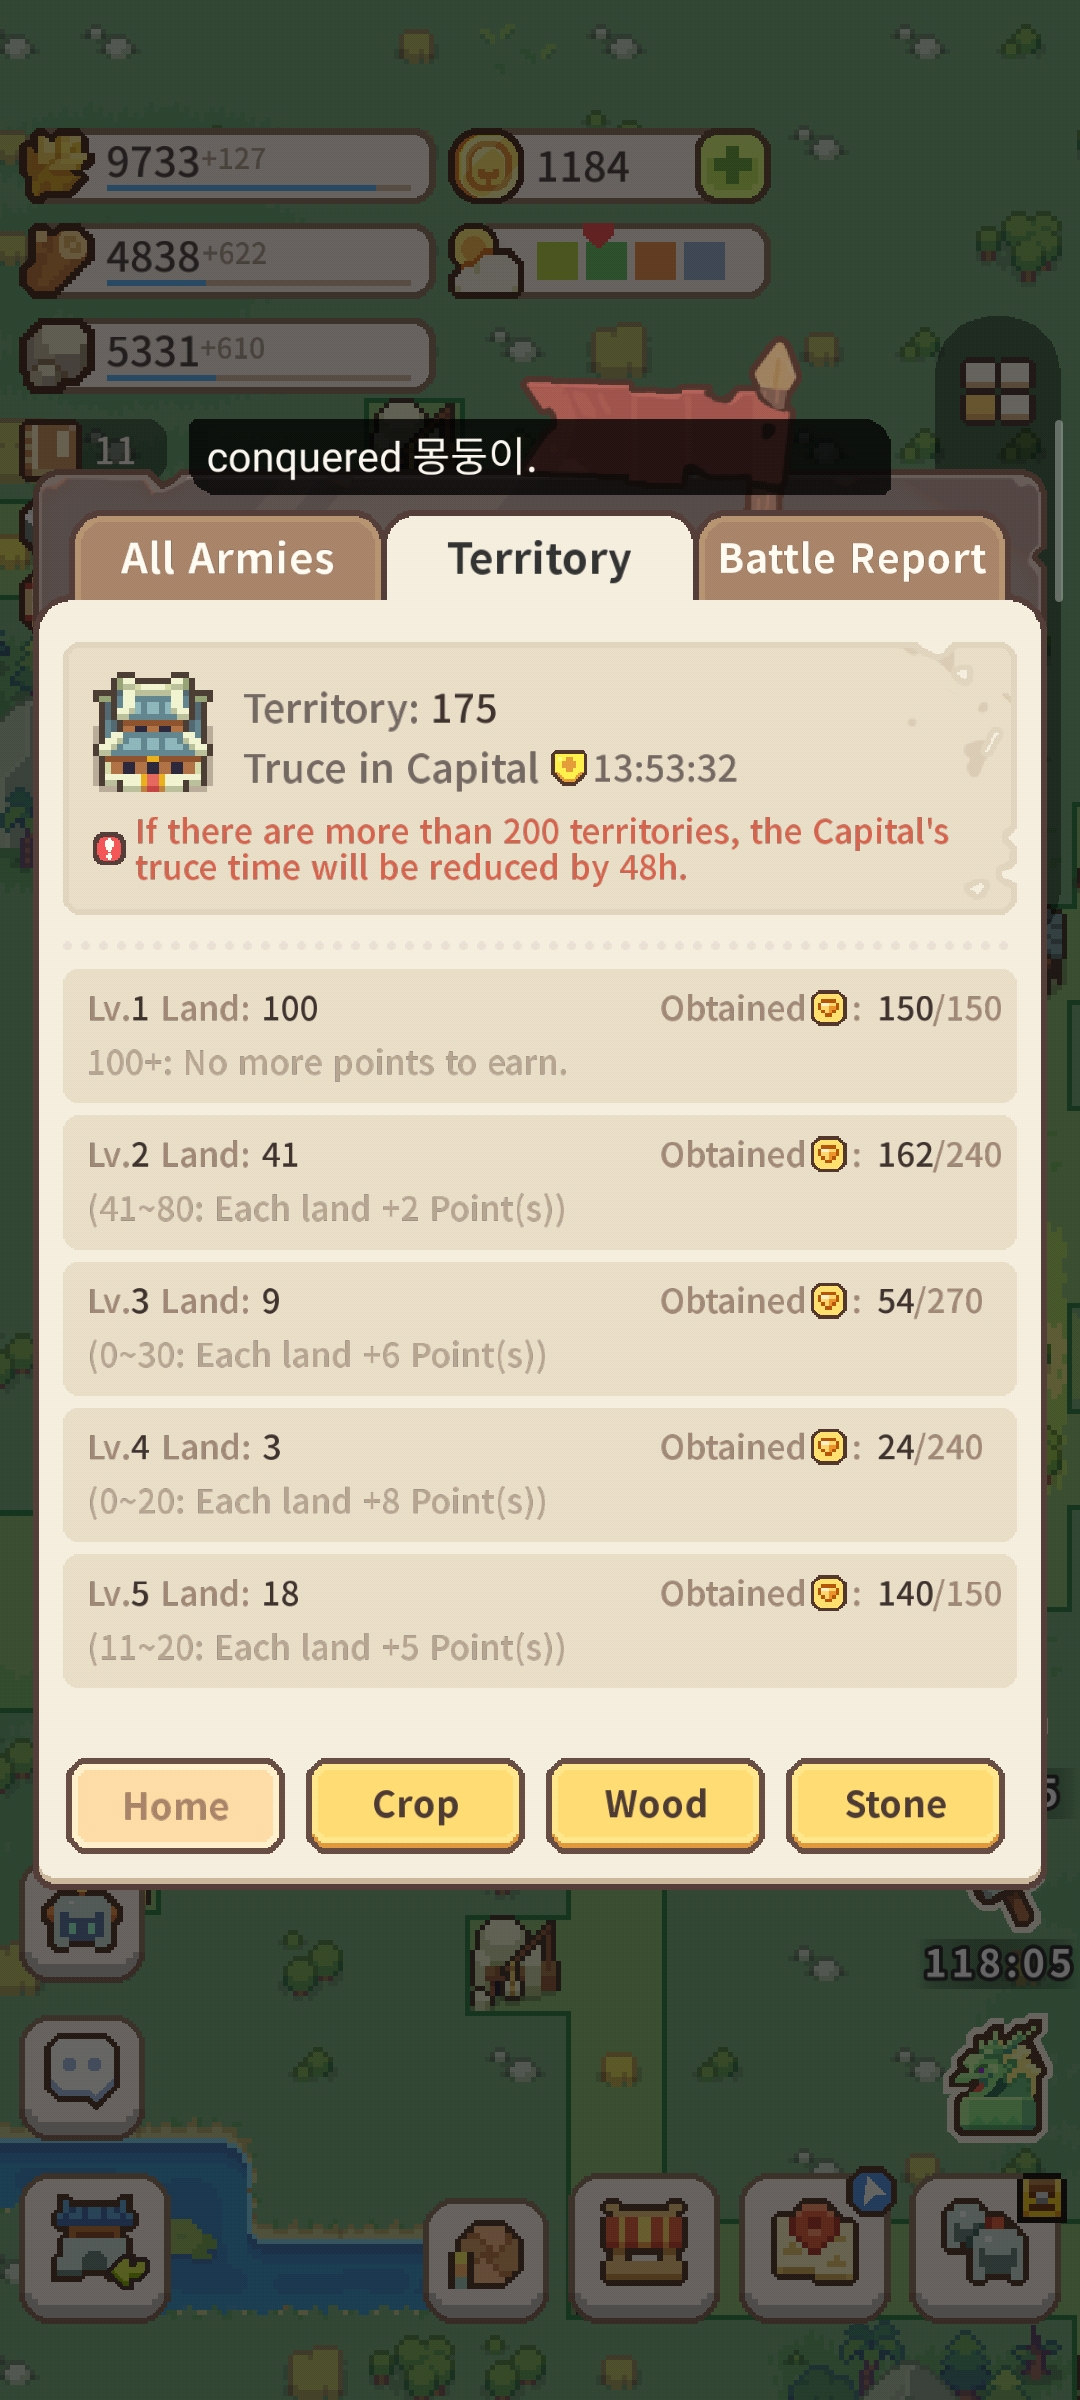 9733+127
1184
4838+622
5331+610
11
conquered 몽둥이.
All Armies
Territory
Battle Report
Territory: 175
Truce in Capital 13:53:32
If there are more than 200 territories, the Capital's
truce time will be reduced by 48h.
Lv.1 Land: 100 Obtained: 150/150
100+: No more points to earn.
Lv.2 Land: 41 Obtained: 162/240
(41~80: Each land +2 Point(s))
Lv.3 Land: 9 Obtained: 54/270
(0~30: Each land +6 Point(s))
Lv.4 Land: 3 Obtained: 24/240
(0~20: Each land +8 Point(s))
Lv.5 Land: 18 Obtained: 140/150
(11~20: Each land +5 Point(s))
Home
Crop
Wood
Stone
118:05